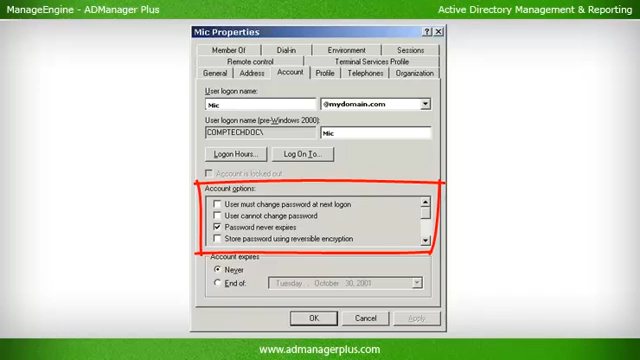 ManageEngine - ADManager Plus
Active Directory Management & Reporting
Mic Properties
Member Of
Dial-in
Environment
Sessions
Remote control
Terminal Services Profile
General
Address
Account
Profile
Telephones
Organization
User logon name:
Mic
@mydomain.com
User logon name (pre-Windows 2000):
COMPTECHDOC\
Mic
Logon Hours...
Log On To...
Account is locked out
Account options:
User must change password at next logon
User cannot change password
Password never expires
Store password using reversible encryption
Account expires
Never
End of:
Tuesday , October 30, 2001
OK
Cancel
Apply
www.admanagerplus.com